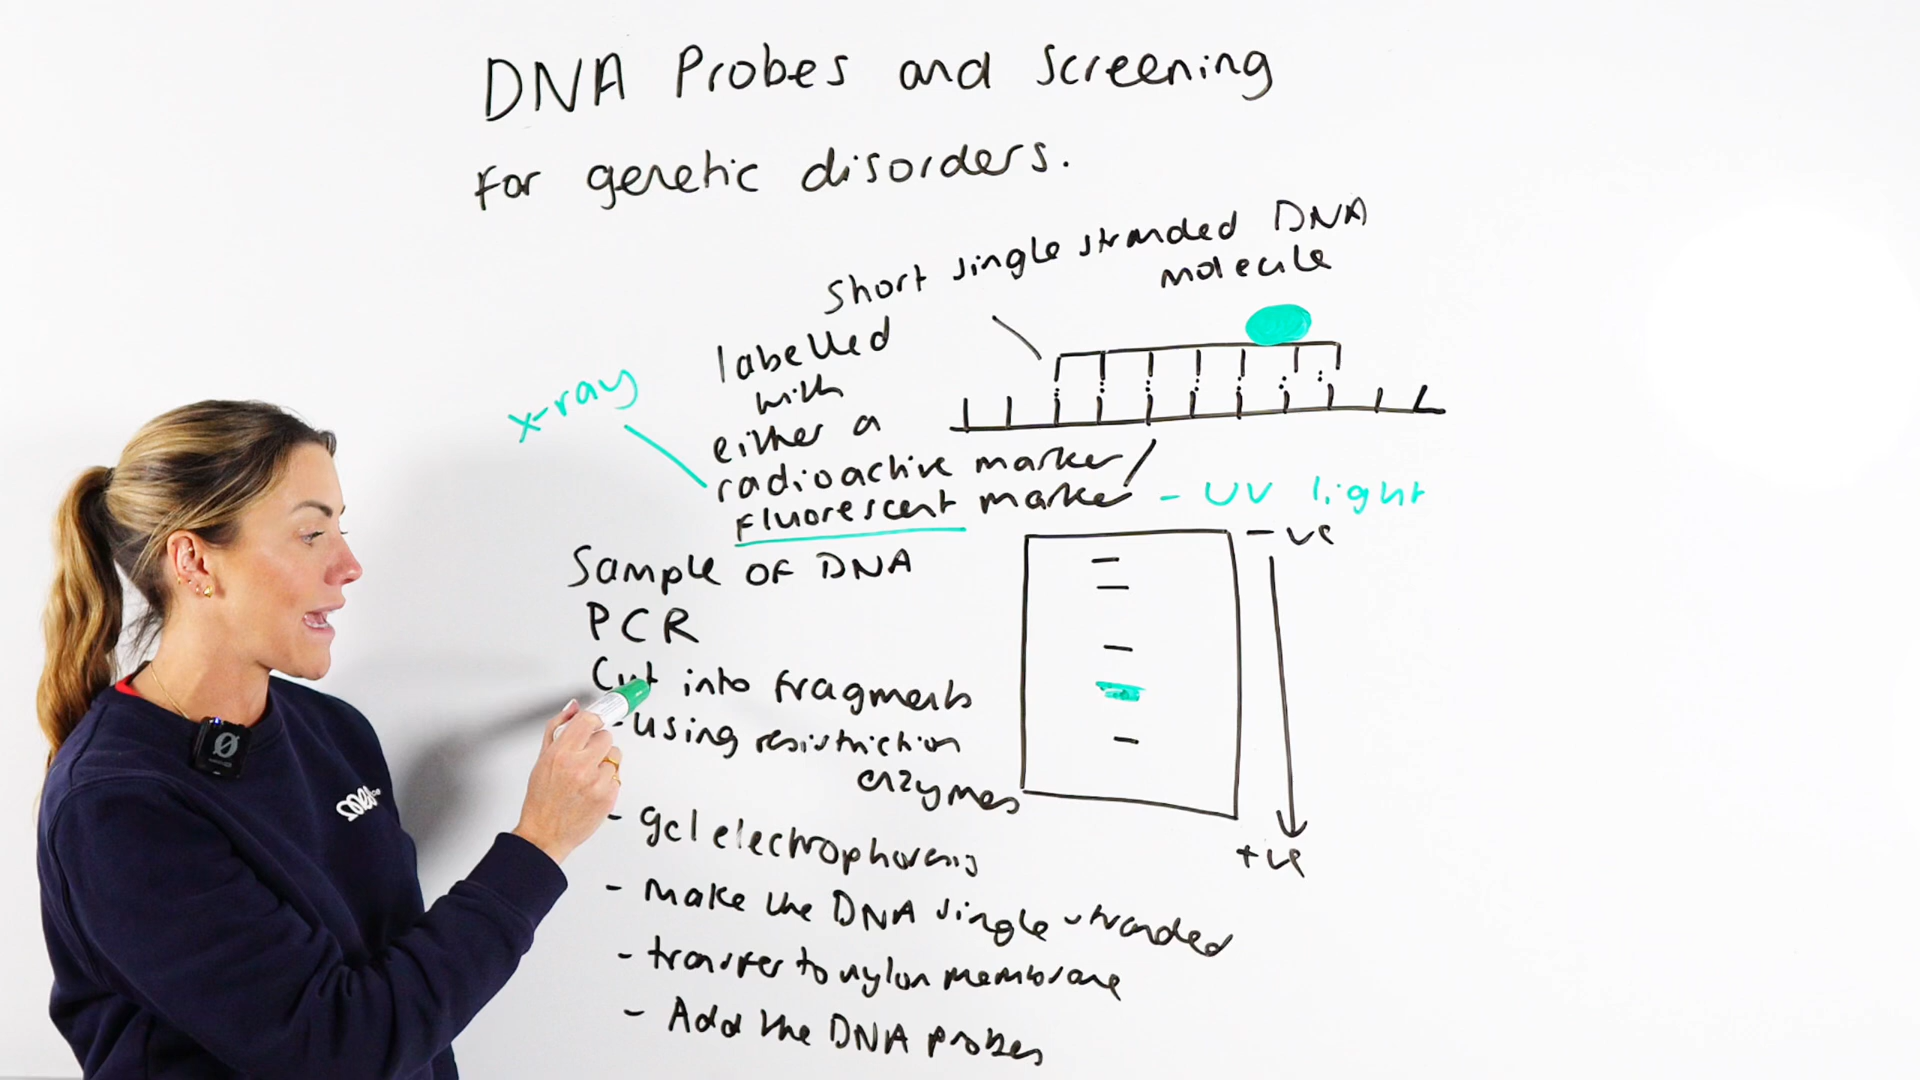 DNA Probes and Screening
for genetic disorders.
Short single stranded DNA
molecule
labelled
with
either a
radioactive marker/
fluorescent marker - UV light
x-ray
Sample of DNA
PCR
Cut into fragments
- using resistriction
enzymes
- gel electrophoresis
- make the DNA single stranded
- transfer to nylon membrane
- Add the DNA probes
- ve
+ve